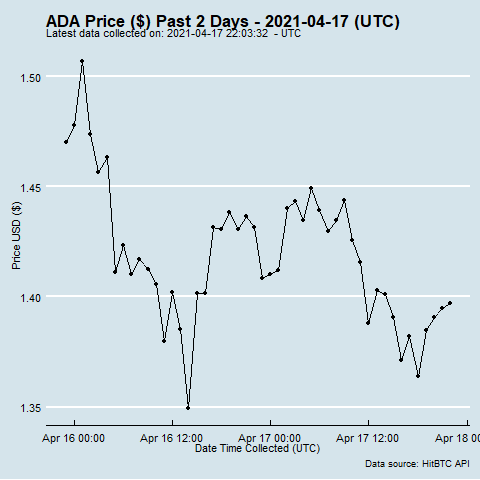 ADA Price ($) Past 2 Days - 2021-04-17 (UTC)
Latest data collected on: 2021-04-17 22:03:32 - UTC
1.50
1.45
1.40
1.35
Price USD ($)
Apr 16 00:00 Apr 16 12:00 Apr 17 00:00 Apr 17 12:00 Apr 18 00
Date Time Collected (UTC)
Data source: HitBTC API